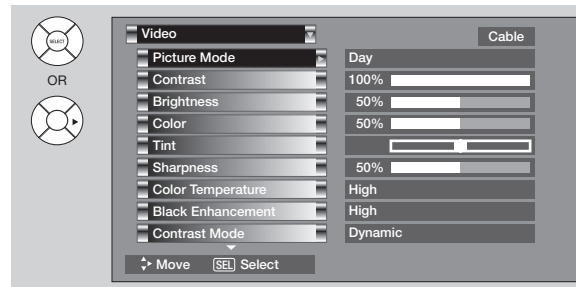 SELECT
OR
Video
Cable
Picture Mode Day
Contrast 100%
Brightness 50%
Color 50%
Tint
Sharpness 50%
Color Temperature High
Black Enhancement High
Contrast Mode Dynamic
Move SEL Select